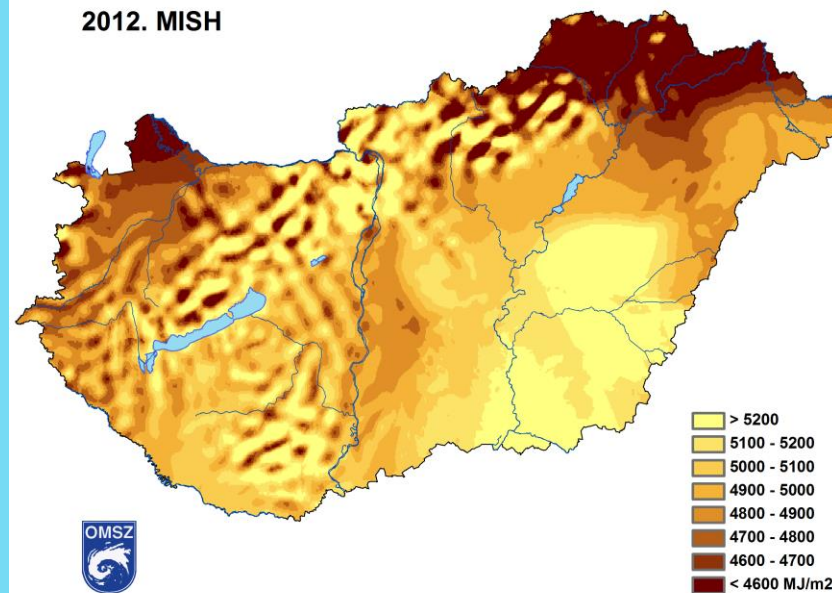 2012. MISH
> 5200
5100 - 5200
5000 - 5100
4900 - 5000
4800 - 4900
4700 - 4800
4600 - 4700
< 4600 MJ/m2
OMSZ